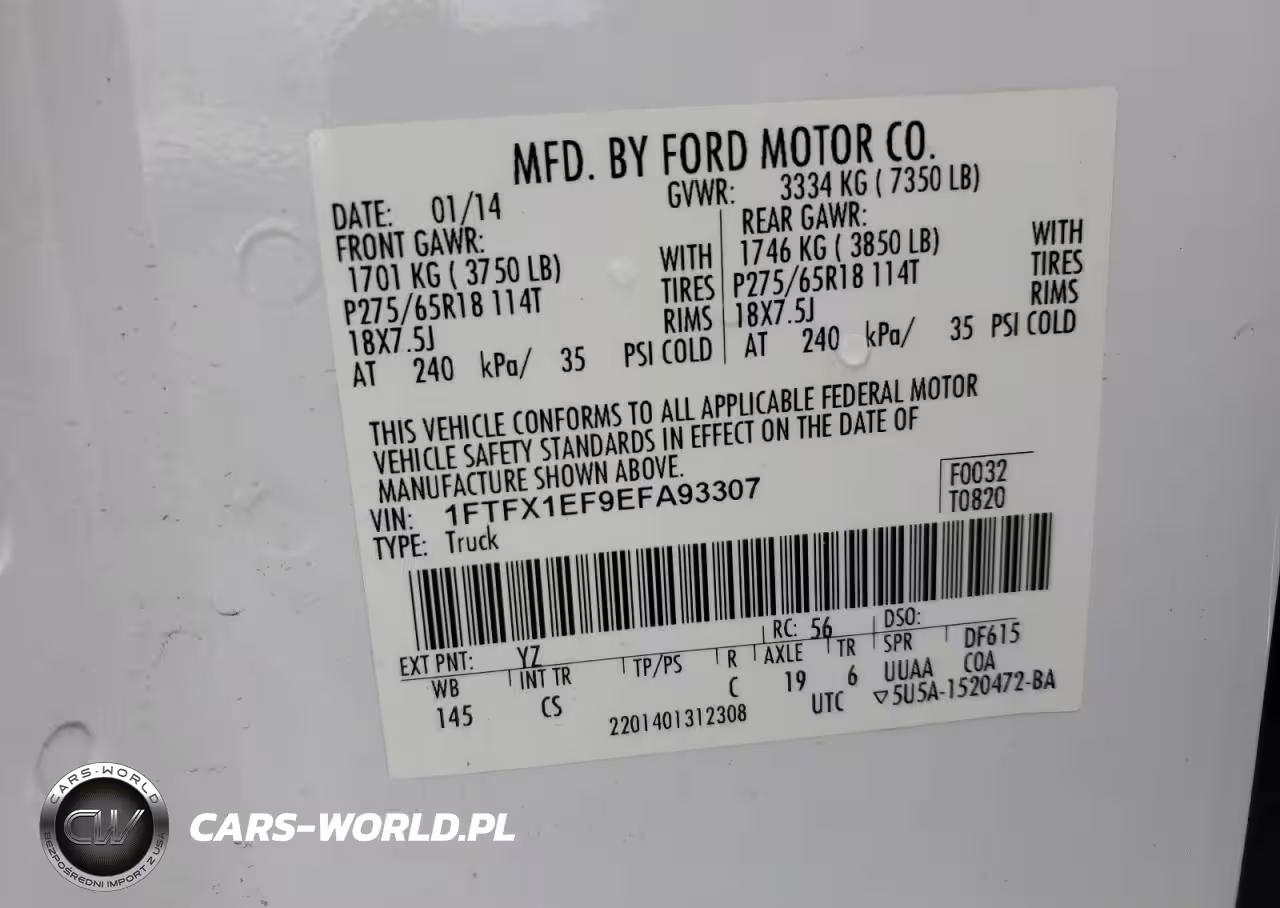 MFD. BY FORD MOTOR CO.
DATE: 01/14 GVWR: 3334 KG ( 7350 LB)
FRONT GAWR: REAR GAWR:
1701 KG ( 3750 LB) WITH 1746 KG ( 3850 LB) WITH
P275/65R18 114T TIRES P275/65R18 114T TIRES
18X7.5J RIMS 18X7.5J RIMS
AT 240 kPa/ 35 PSI COLD AT 240 kPa/ 35 PSI COLD
THIS VEHICLE CONFORMS TO ALL APPLICABLE FEDERAL MOTOR
VEHICLE SAFETY STANDARDS IN EFFECT ON THE DATE OF
MANUFACTURE SHOWN ABOVE.
VIN: 1FTFX1EF9EFA93307
F0032
T0820
TYPE: Truck
EXT PNT: YZ RC: 56 DSO:
WB INT TR TP/PS R AXLE TR SPR DF615
145 CS C 19 6 UUAA COA
2201401312308 UTC ▽5U5A-1520472-BA
CARS-WORLD
CW
BEZPOŚREDNI IMPORT Z USA
CARS-WORLD.PL